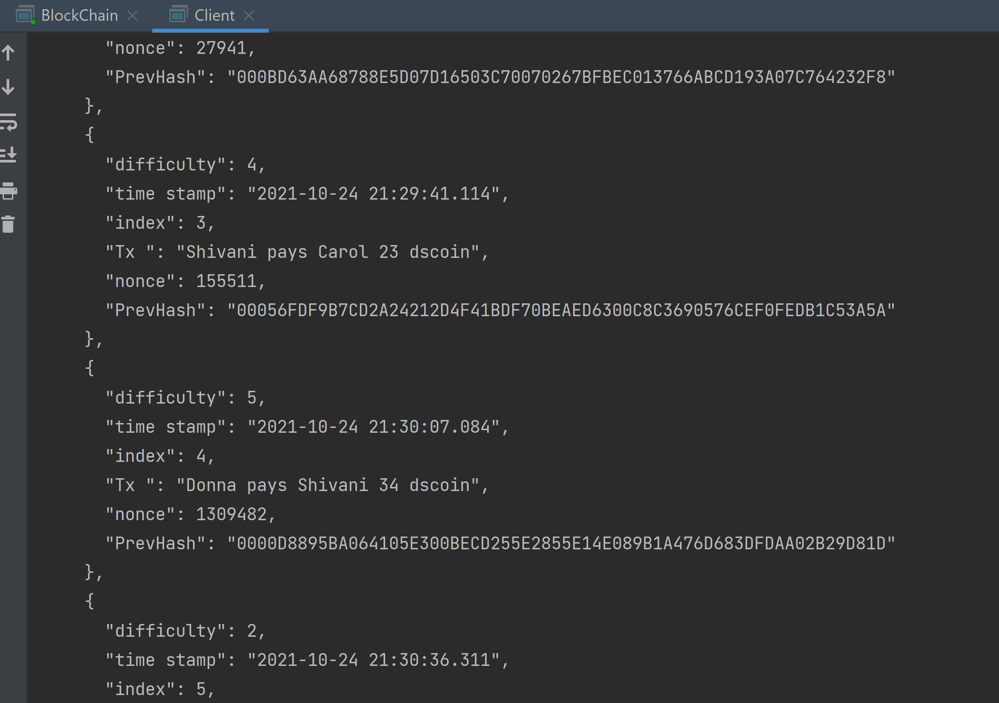 BlockChain Client
"nonce": 27941,
"PrevHash": "000BD63AA68788E5D07D16503C70070267BFBEC013766ABCD193A07C764232F8"
},
{
"difficulty": 4,
"time stamp": "2021-10-24 21:29:41.114",
"index": 3,
"Tx ": "Shivani pays Carol 23 dscoin",
"nonce": 155511,
"PrevHash": "00056FDF9B7CD2A24212D4F41BDF70BEAED6300C8C3690576CEF0FEDB1C53A5A"
},
{
"difficulty": 5,
"time stamp": "2021-10-24 21:30:07.084",
"index": 4,
"Tx ": "Donna pays Shivani 34 dscoin",
"nonce": 1309482,
"PrevHash": "0000D8895BA064105E300BECD255E2855E14E089B1A476D683DFDAA02B29D81D"
},
{
"difficulty": 2,
"time stamp": "2021-10-24 21:30:36.311",
"index": 5,